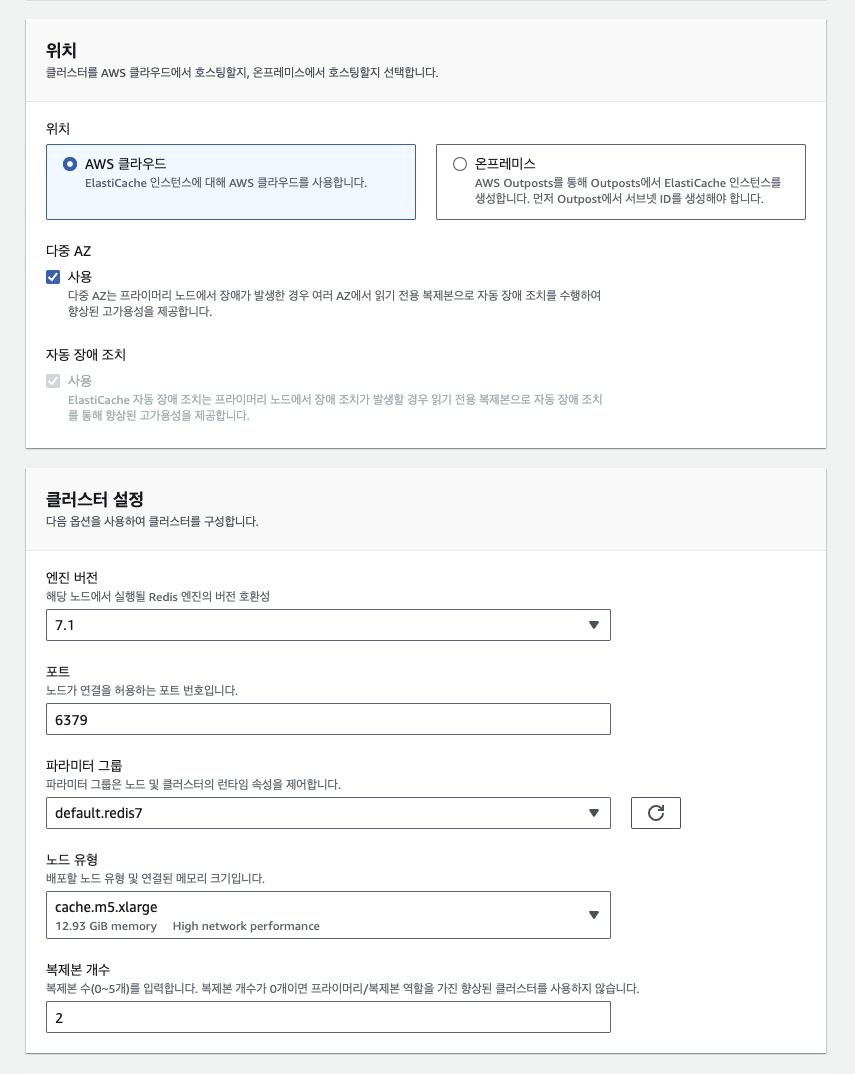 위치
클러스터를 AWS 클라우드에서 호스팅할지, 온프레미스에서 호스팅할지 선택합니다.
위치
AWS 클라우드
ElastiCache 인스턴스에 대해 AWS 클라우드를 사용합니다.
온프레미스
AWS Outposts를 통해 Outposts에서 ElastiCache 인스턴스를
생성합니다. 먼저 Outpost에서 서브넷 ID를 생성해야 합니다.
다중 AZ
사용
다중 AZ는 프라이머리 노드에서 장애가 발생한 경우 여러 AZ에서 읽기 전용 복제본으로 자동 장애 조치를 수행하여
향상된 고가용성을 제공합니다.
자동 장애 조치
사용
ElastiCache 자동 장애 조치는 프라이머리 노드에서 장애 조치가 발생할 경우 읽기 전용 복제본으로 자동 장애 조치
를 통해 향상된 고가용성을 제공합니다.
클러스터 설정
다음 옵션을 사용하여 클러스터를 구성합니다.
엔진 버전
해당 노드에서 실행될 Redis 엔진의 버전 호환성
7.1
포트
노드가 연결을 허용하는 포트 번호입니다.
6379
파라미터 그룹
파라미터 그룹은 노드 및 클러스터의 런타임 속성을 제어합니다.
default.redis7
노드 유형
배포할 노드 유형 및 연결된 메모리 크기입니다.
cache.m5.xlarge
12.93 GiB memory High network performance
복제본 개수
복제본 수(0~5개)를 입력합니다. 복제본 개수가 0개이면 프라이머리/복제본 역할을 가진 향상된 클러스터를 사용하지 않습니다.
2